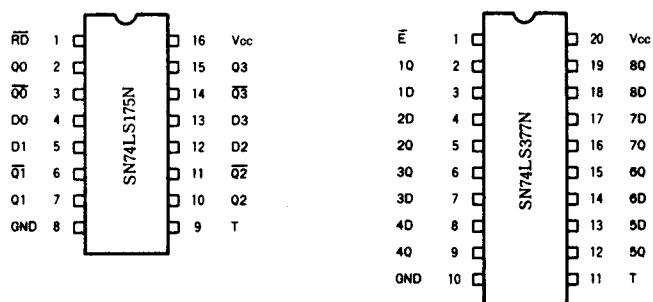 R̅D̅ 1 16 Vcc
Q0 2 15 Q3
Q̅0̅ 3 14 Q̅3̅
D0 4 13 D3
D1 5 12 D2
Q̅1̅ 6 11 Q̅2̅
Q1 7 10 Q2
GND 8 9 T
SN74LS175N
E̅ 1 20 Vcc
1Q 2 19 8Q
1D 3 18 8D
2D 4 17 7D
2Q 5 16 7Q
3Q 6 15 6Q
3D 7 14 6D
4D 8 13 5D
4Q 9 12 5Q
GND 10 11 T
SN74LS377N